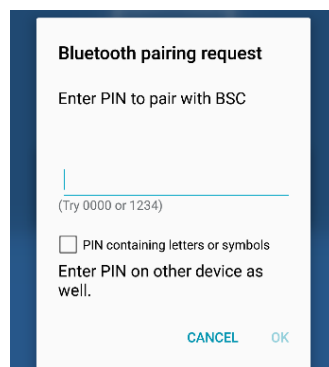 Bluetooth pairing request
Enter PIN to pair with BSC
(Try 0000 or 1234)
PIN containing letters or symbols
Enter PIN on other device as
well.
CANCEL OK